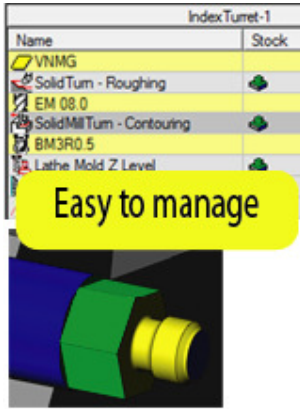 IndexTurret-1
Name Stock
VNMG
SolidTurn - Roughing
EM 08.0
SolidMillTurn - Contouring
BM3R0.5
Lathe Mold Z Level
Easy to manage